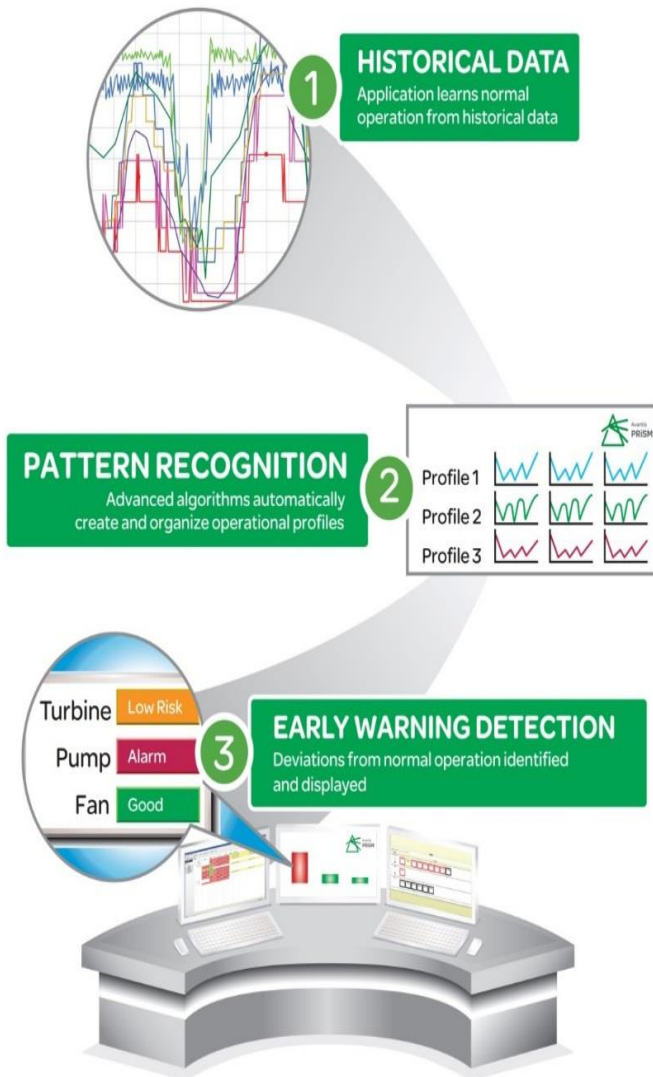 1
HISTORICAL DATA
Application learns normal
operation from historical data
PATTERN RECOGNITION
Advanced algorithms automatically
create and organize operational profiles
2
Avantis
PRiSM
Profile 1
Profile 2
Profile 3
Turbine Low Risk
Pump Alarm
Fan Good
3
EARLY WARNING DETECTION
Deviations from normal operation identified
and displayed
PRiSM